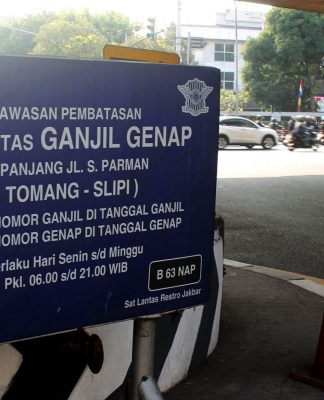 AWASAN PEMBATASAN
TAS GANJIL GENAP
PANJANG JL. S. PARMAN
TOMANG - SLIPI )
NOMOR GANJIL DI TANGGAL GANJIL
NOMOR GENAP DI TANGGAL GENAP
erlaku Hari Senin s/d Minggu
Pkl. 06.00 s/d 21.00 WIB
B 63 NAP
Sat Lantas Restro Jakbar